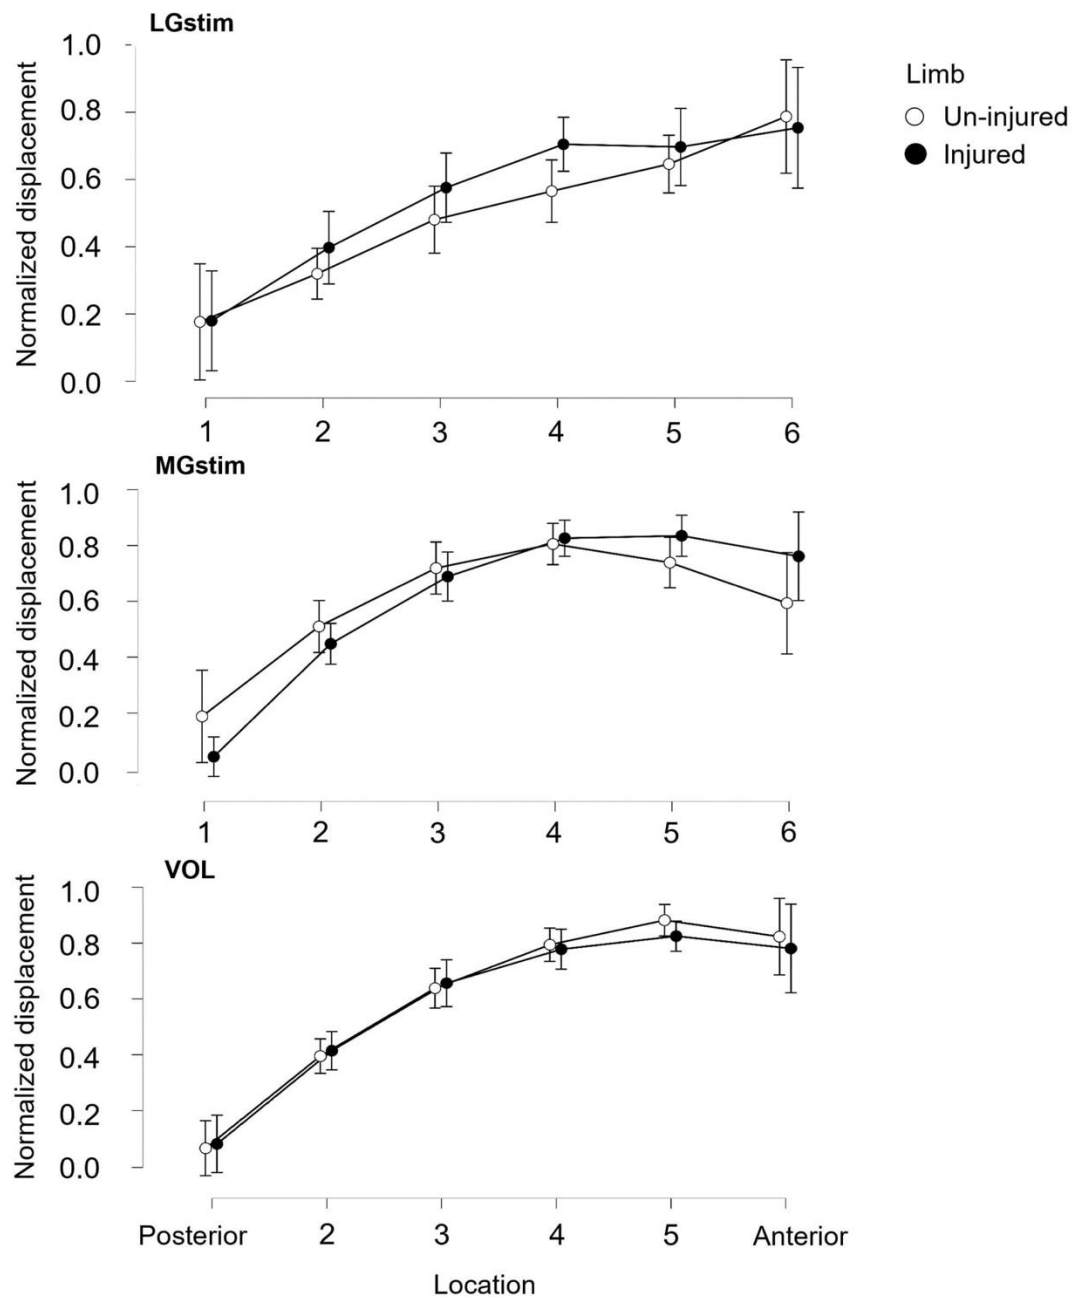 LGstim
Normalized displacement
1.0
0.8
0.6
0.4
0.2
0.0
1 2 3 4 5 6
Limb
Un-injured
Injured
MGstim
Normalized displacement
1.0
0.8
0.6
0.4
0.2
0.0
1 2 3 4 5 6
VOL
Normalized displacement
1.0
0.8
0.6
0.4
0.2
0.0
Posterior 2 3 4 5 Anterior
Location